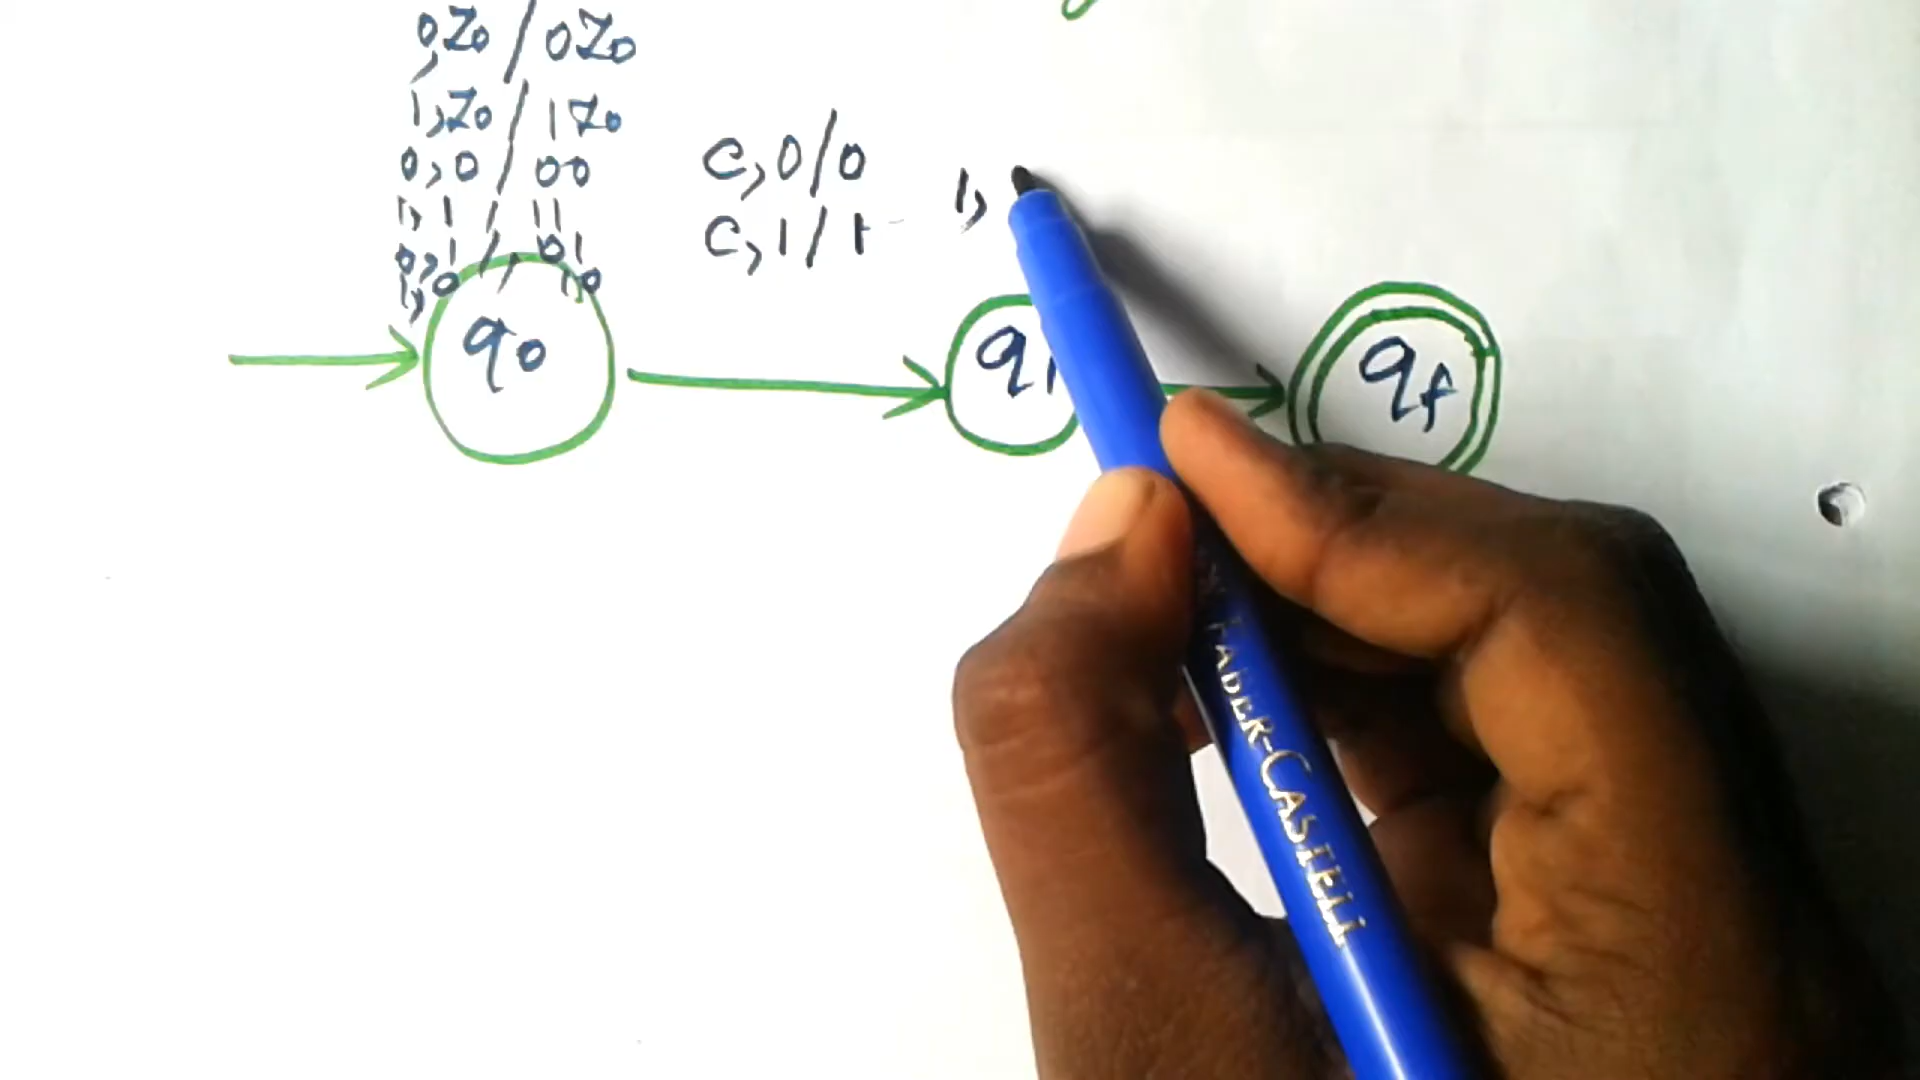 0,Z0 / 0Z0
1,Z0 / 1Z0
0,0 / 00
1,1 / 11
0,1 / 01
1,0 / 10
C,0/0
C,1/1
1,
q0
q1
qf
FABER-CASTELL